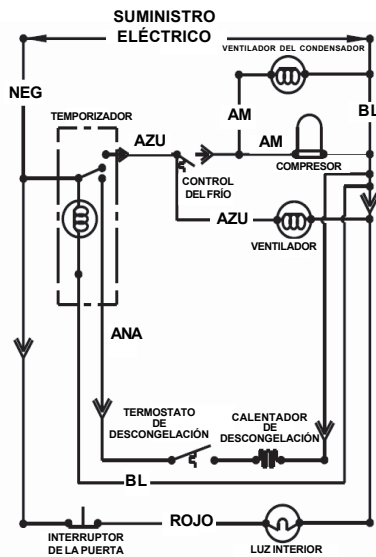 SUMINISTRO
ELÉCTRICO
VENTILADOR DEL CONDENSADOR
NEG
BL
TEMPORIZADOR
AM
AZU
AM
COMPRESOR
CONTROL
DEL FRÍO
AZU
VENTILADOR
ANA
TERMOSTATO
DE
DESCONGELACIÓN
CALENTADOR
DE
DESCONGELACIÓN
BL
ROJO
INTERRUPTOR
DE LA PUERTA
LUZ INTERIOR